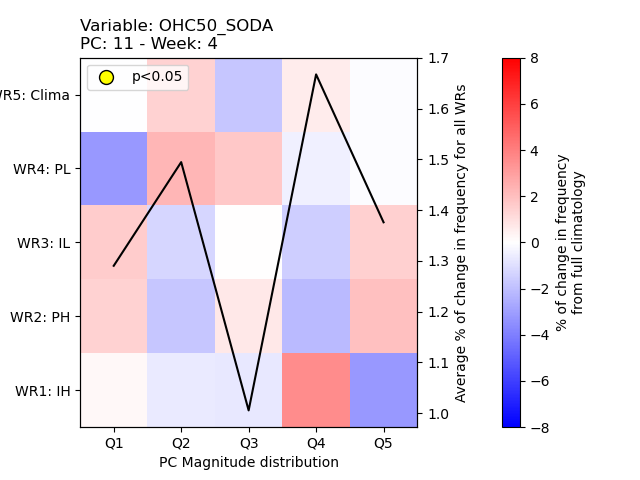 Variable: OHC50_SODA
PC: 11 - Week: 4
p<0.05
WR5: Clima
WR4: PL
WR3: IL
WR2: PH
WR1: IH
Q1 Q2 Q3 Q4 Q5
PC Magnitude distribution
1.7
1.6
1.5
1.4
1.3
1.2
1.1
1.0
Average % of change in frequency for all WRs
8
6
4
2
0
−2
−4
−6
−8
% of change in frequency
from full climatology